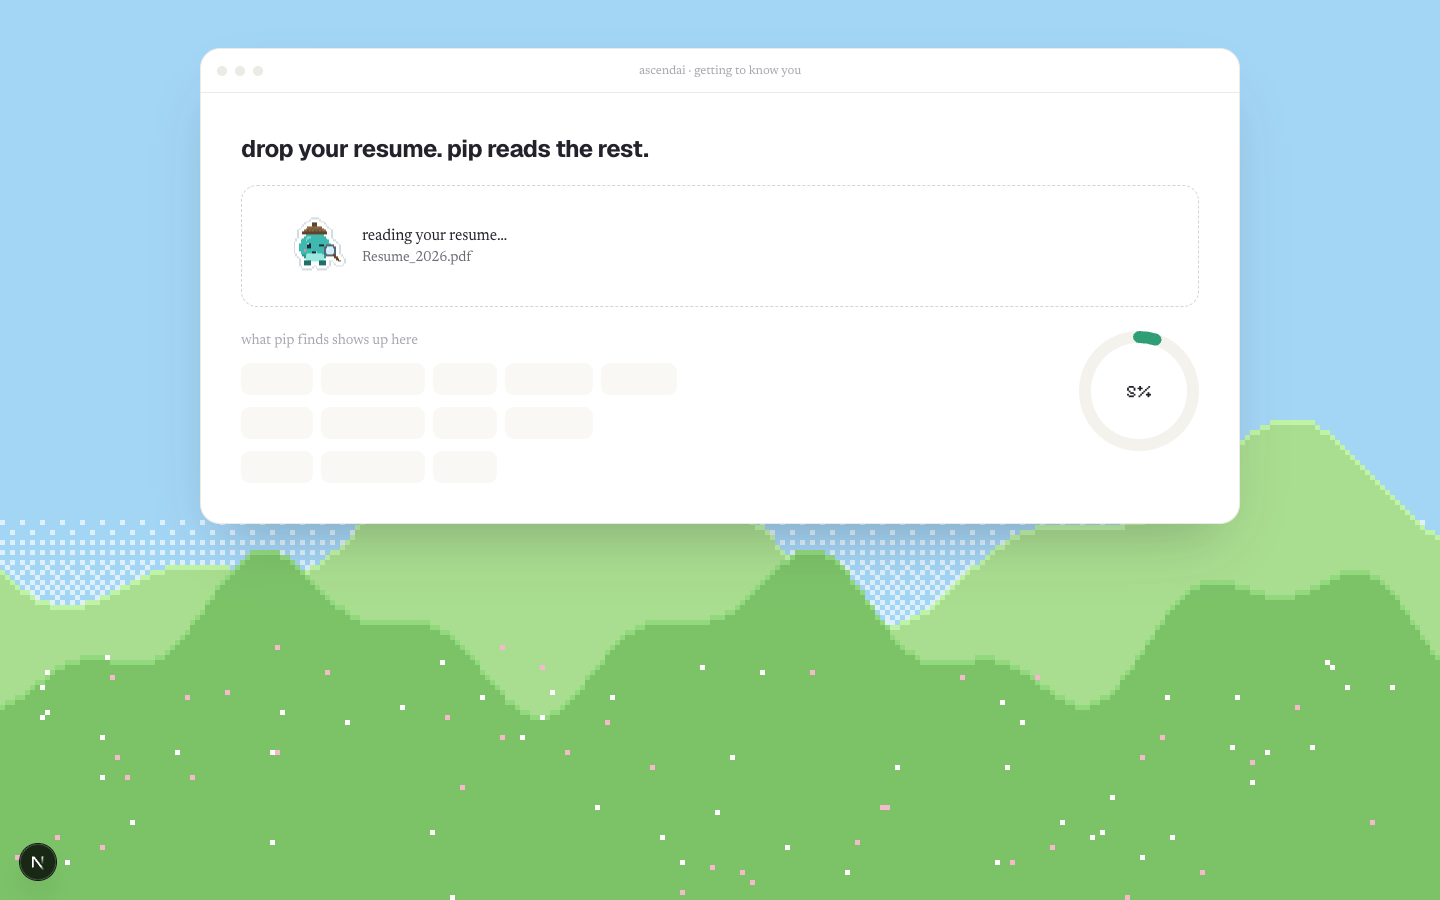 ascendai · getting to know you
drop your resume. pip reads the rest.
reading your resume...
Resume_2026.pdf
what pip finds shows up here
5%
N